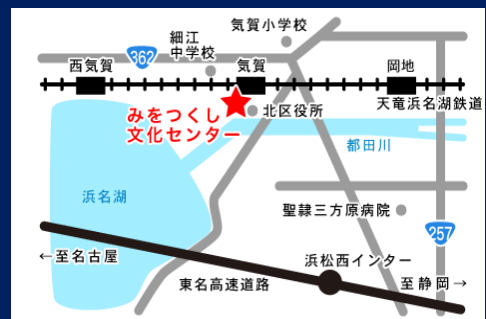 気賀小学校
細江
中学校
362
西気賀
気賀
岡地
天竜浜名湖鉄道
みをつくし
文化センター
北区役所
都田川
浜名湖
聖隷三方原病院
257
←至名古屋
浜松西インター
東名高速道路
至静岡→